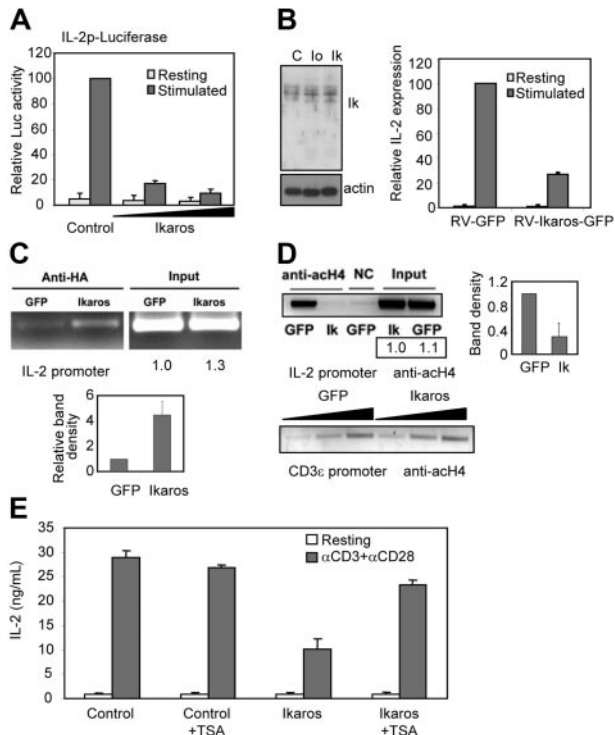 A
IL-2p-Luciferase
Relative Luc activity
100
80
60
40
20
0
Resting
Stimulated
Control
Ikaros
B
C Io Ik
Ik
actin
Relative IL-2 expression
120
100
80
60
40
20
0
Resting
Stimulated
RV-GFP
RV-Ikaros-GFP
C
Anti-HA
Input
GFP
Ikaros
GFP
Ikaros
IL-2 promoter
1.0
1.3
Relative band density
6
4
2
0
GFP
Ikaros
D
anti-acH4
NC
Input
GFP
Ik
GFP
Ik
GFP
1.0
1.1
IL-2 promoter
anti-acH4
Band density
1.2
0.8
0.4
0
GFP
Ik
GFP
Ikaros
CD3ε promoter
anti-acH4
E
IL-2 (ng/mL)
35
30
25
20
15
10
5
0
Resting
αCD3+αCD28
Control
Control
+TSA
Ikaros
Ikaros
+TSA